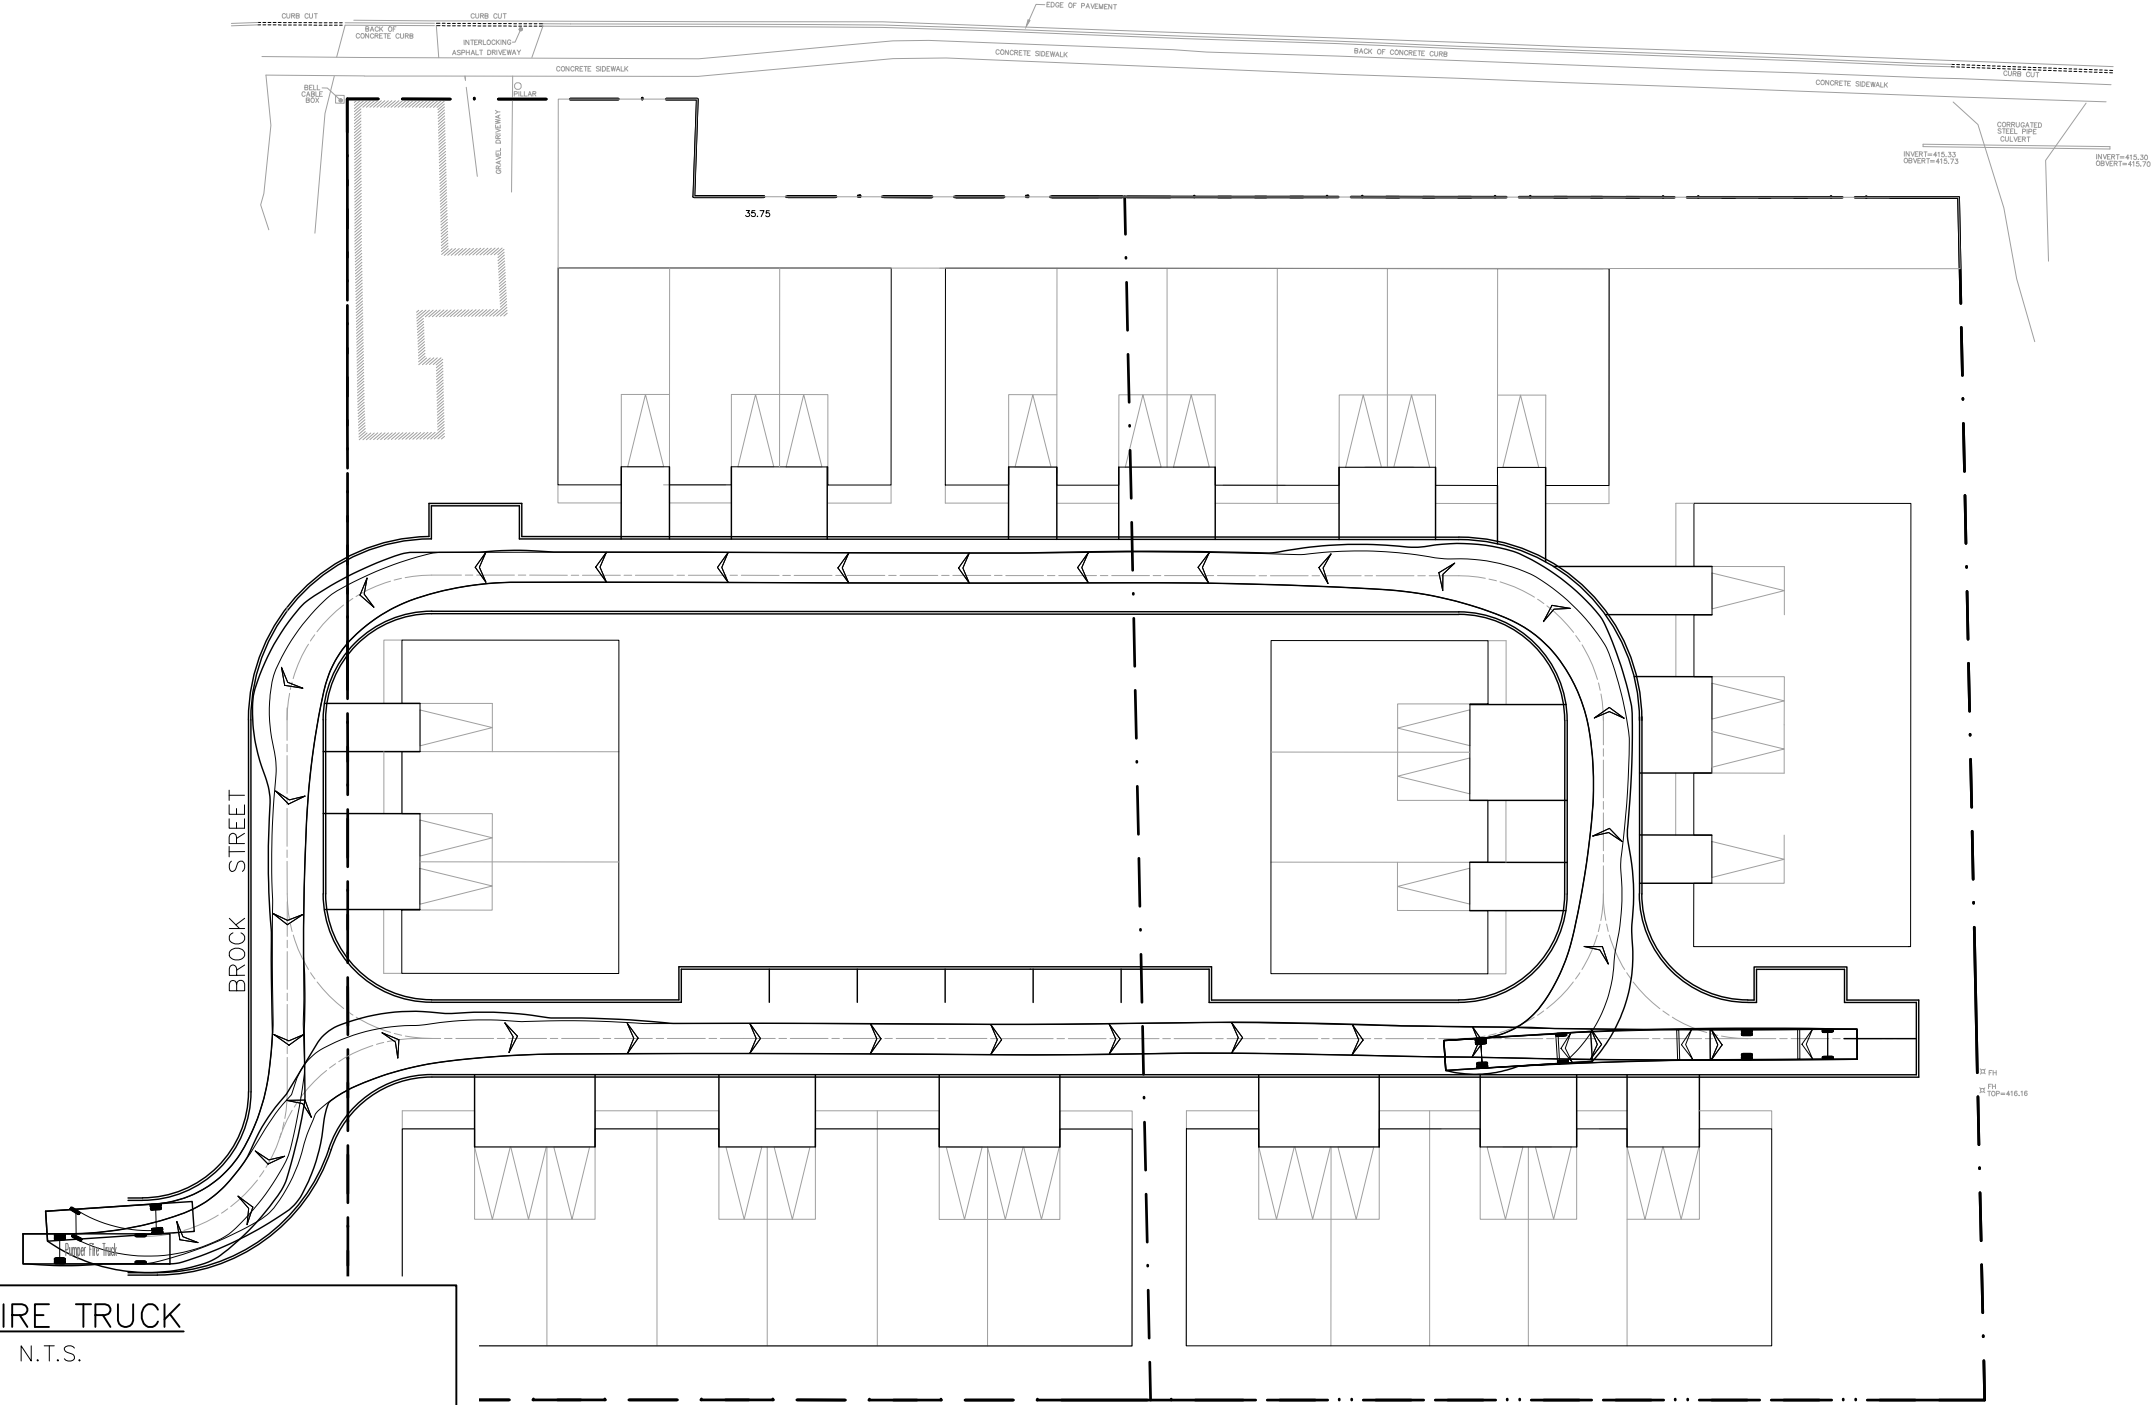 EDGE OF PAVEMENT
CURB CUT
CURB CUT
BACK OF
CONCRETE CURB
INTERLOCKING
ASPHALT DRIVEWAY
CONCRETE SIDEWALK
BACK OF CONCRETE CURB
CONCRETE SIDEWALK
CURB CUT
CONCRETE SIDEWALK
BELL
CABLE
BOX
PILLAR
GRAVEL DRIVEWAY
CORRUGATED
STEEL PIPE
CULVERT
INVERT=415.33
OBVERT=415.73
INVERT=415.30
OBVERT=415.70
35.75
BROCK STREET
FH
FH
TOP=416.16
Pumper Fire Truck
IRE TRUCK
N.T.S.